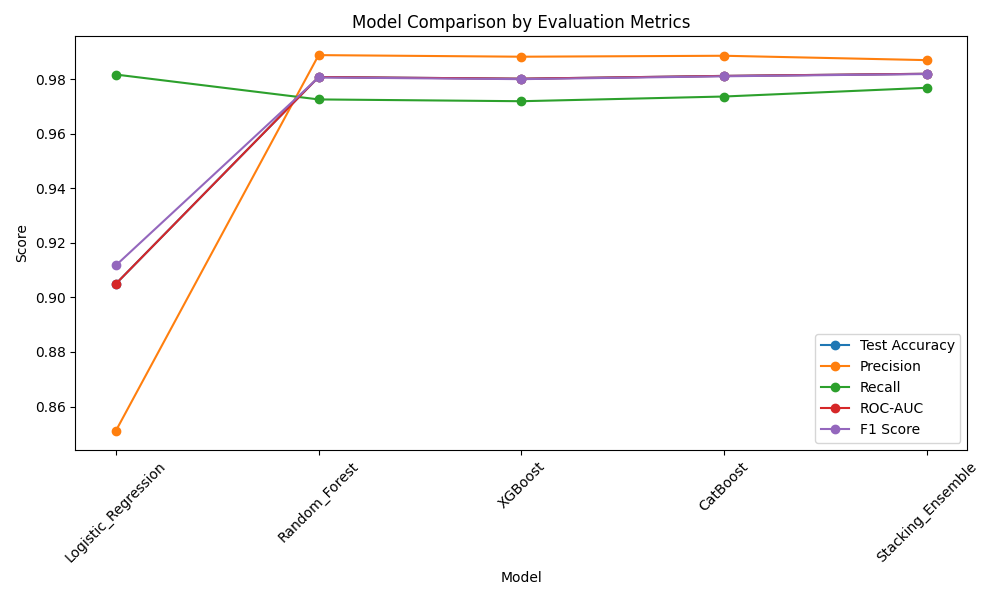 Model Comparison by Evaluation Metrics
Score
0.98
0.96
0.94
0.92
0.90
0.88
0.86
Test Accuracy
Precision
Recall
ROC-AUC
F1 Score
Logistic_Regression
Random_Forest
XGBoost
CatBoost
Stacking_Ensemble
Model